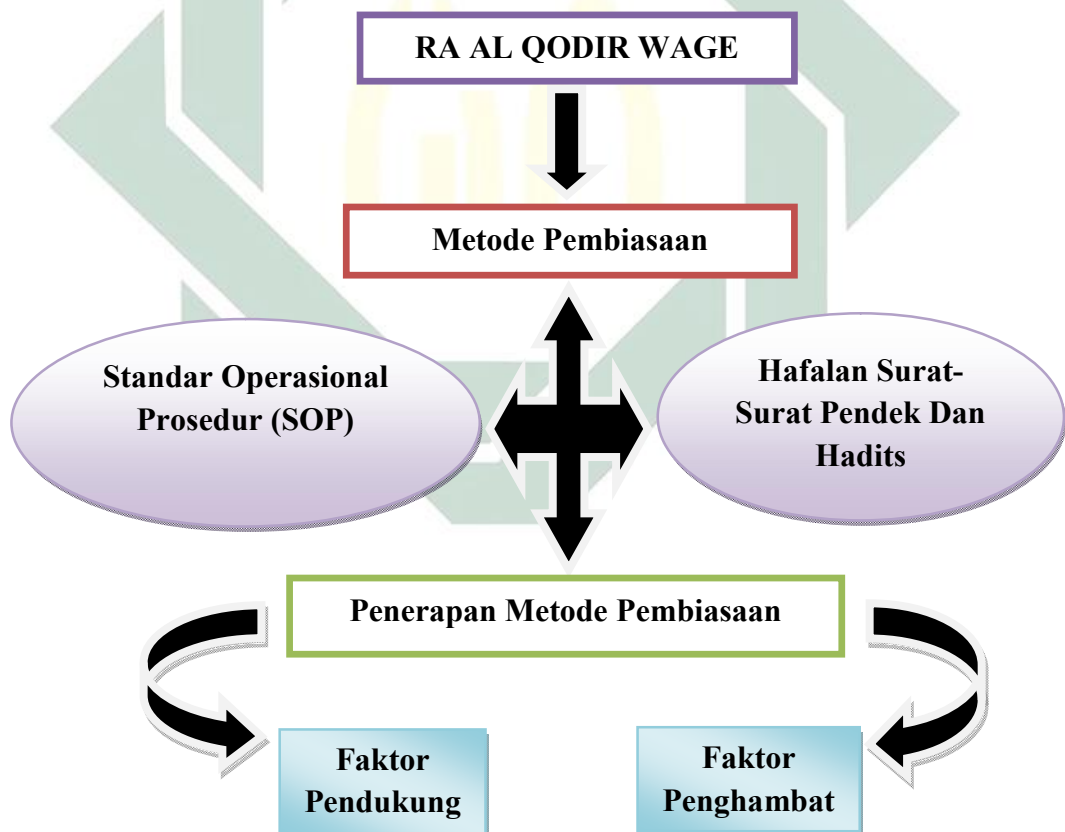 RA AL QODIR WAGE
Metode Pembiasaan
Standar Operasional
Prosedur (SOP)
Hafalan Surat-
Surat Pendek Dan
Hadits
Penerapan Metode Pembiasaan
Faktor
Pendukung
Faktor
Penghambat